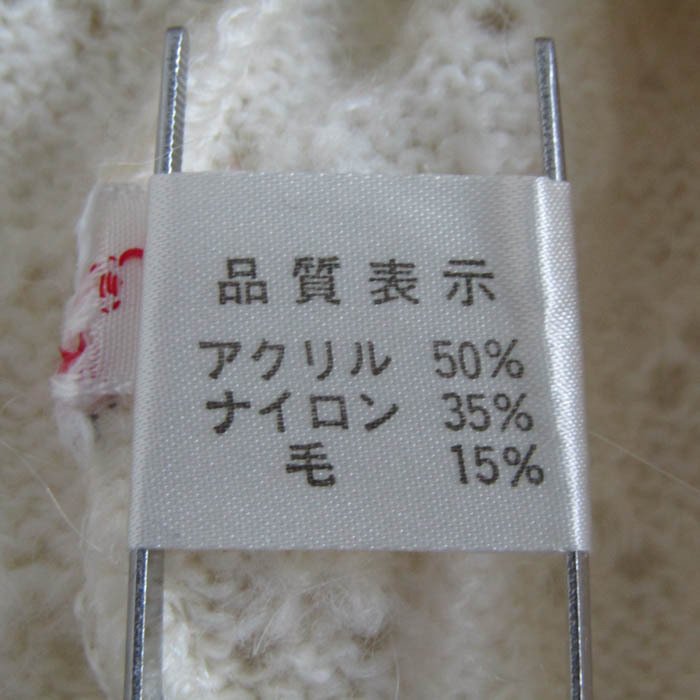 品質表示
アクリル 50%
ナイロン 35%
毛 15%